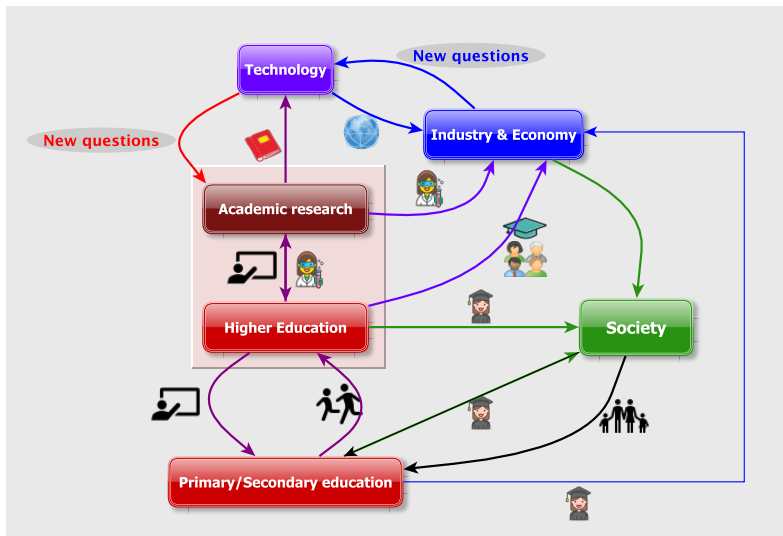 New questions
Technology
Industry & Economy
New questions
Academic research
Higher Education
Society
Primary/Secondary education